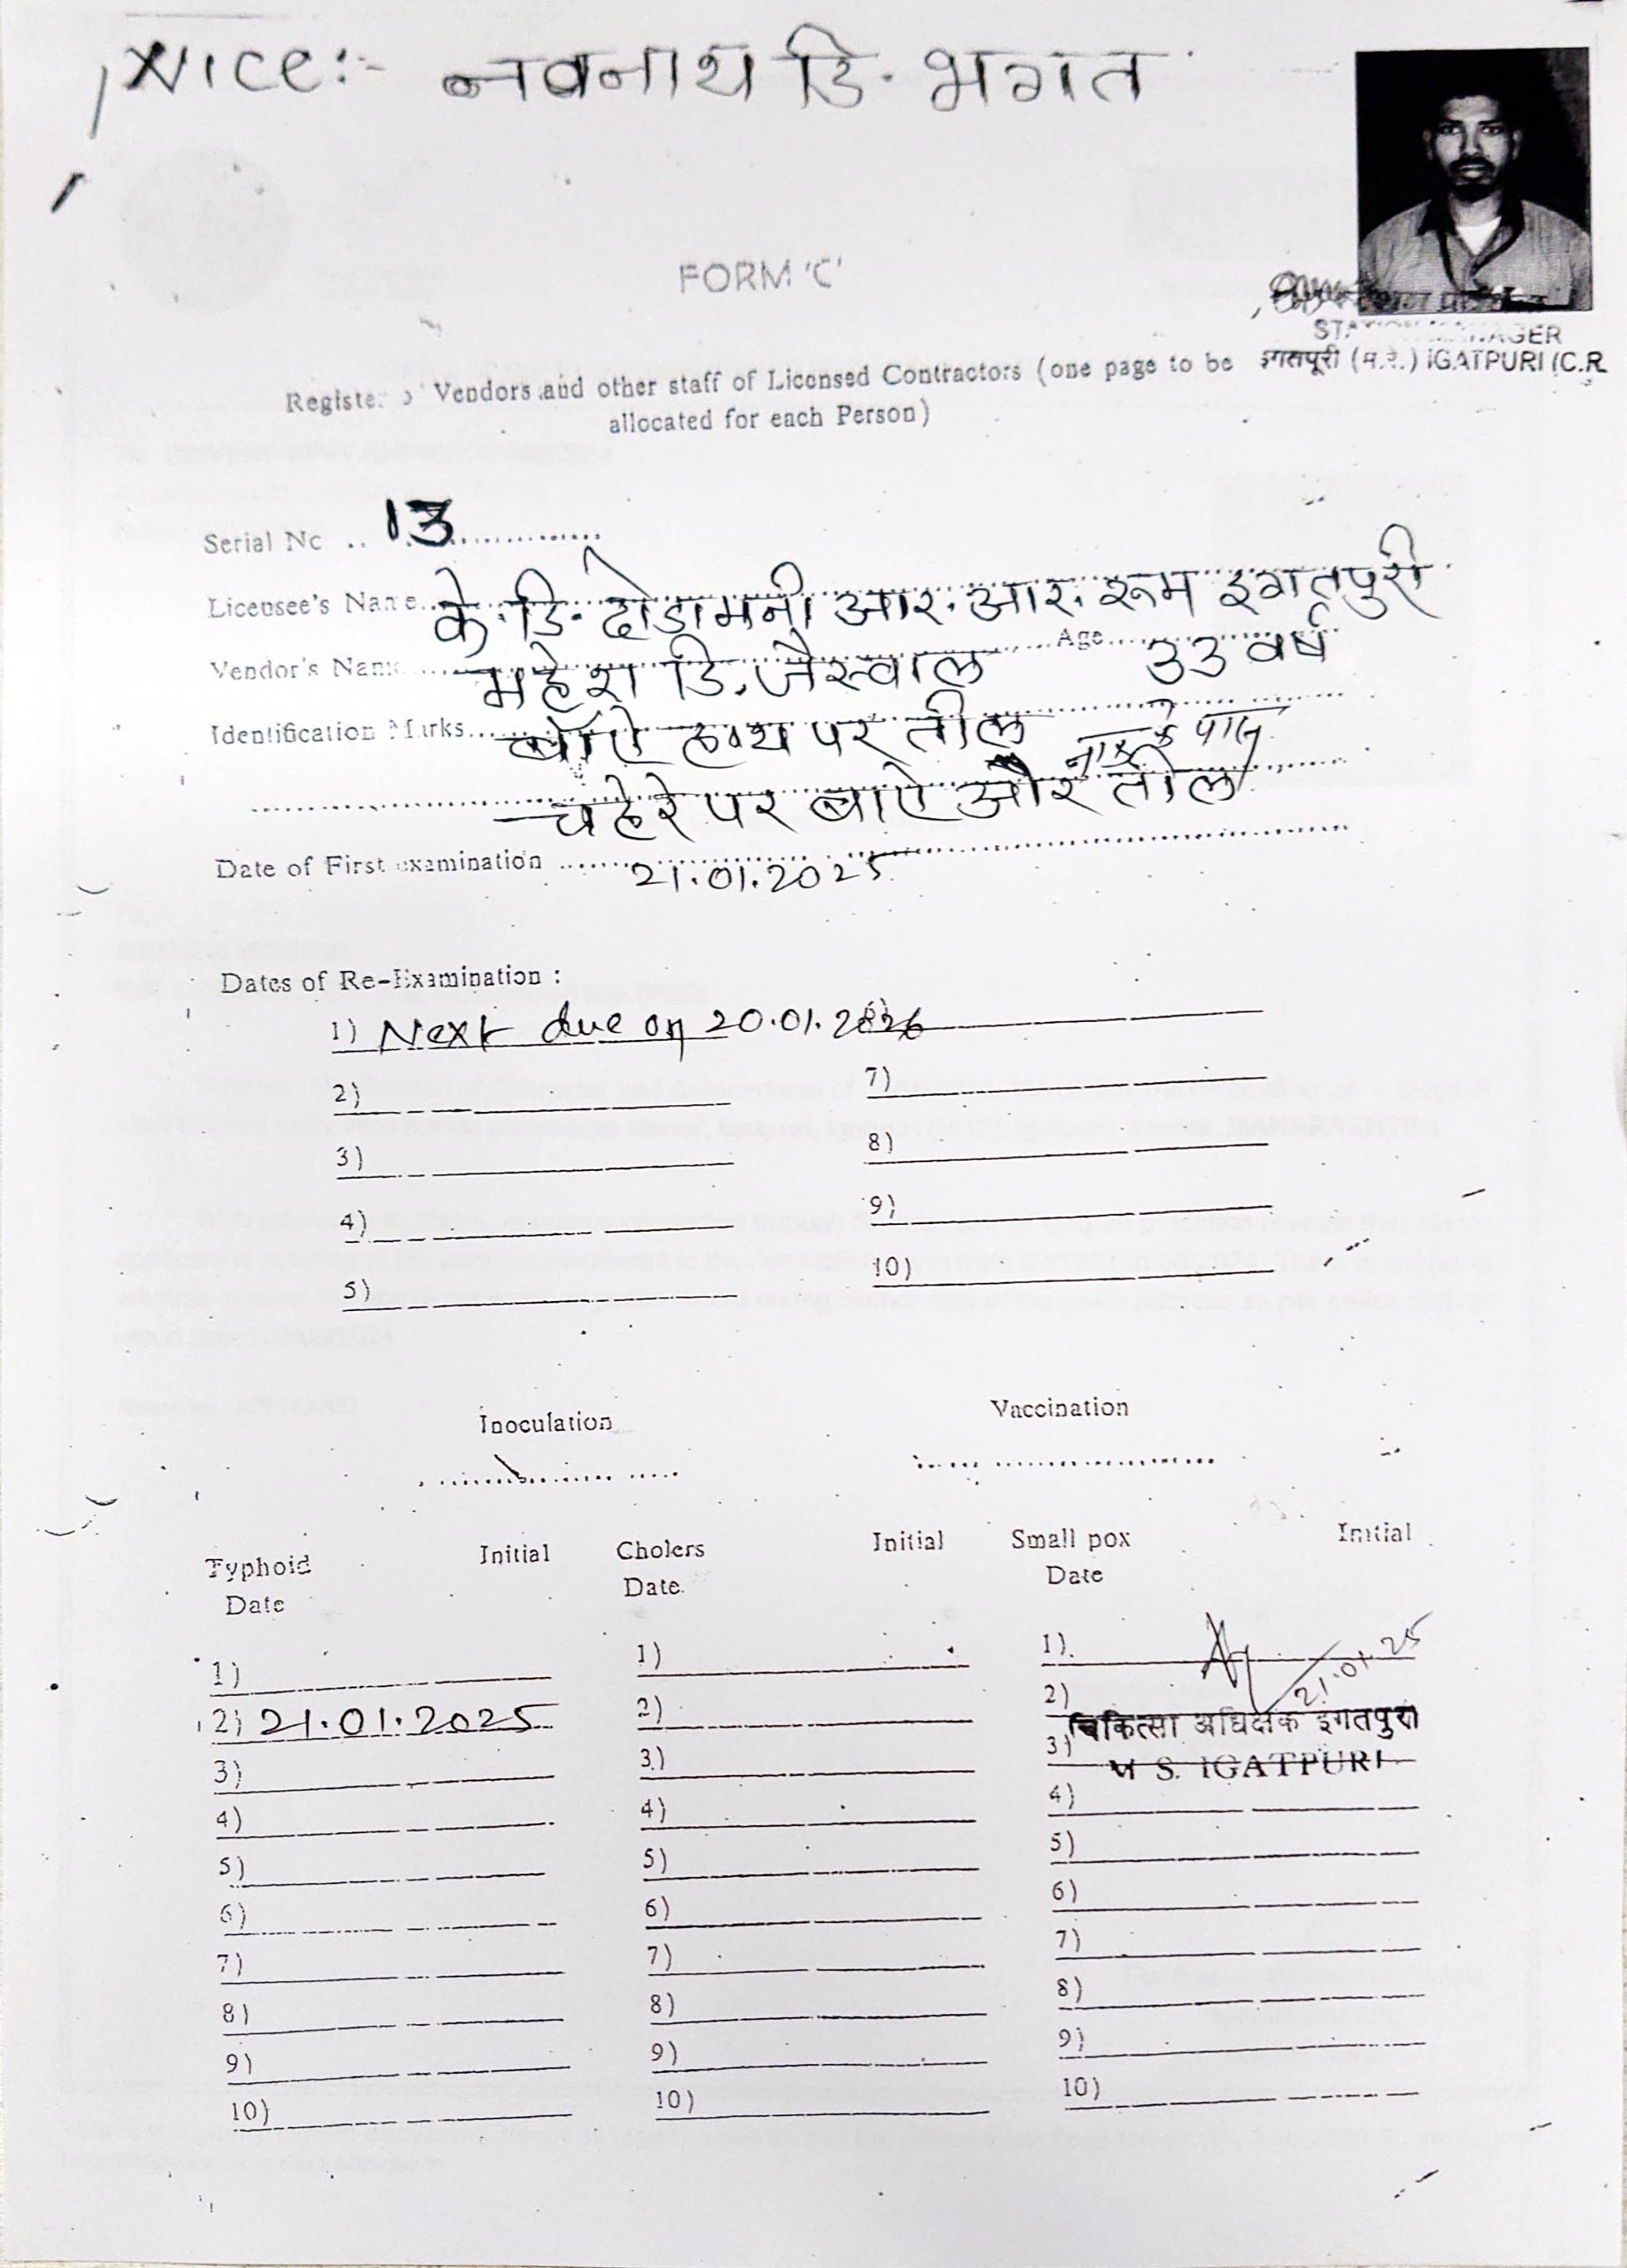 Nice:- नवनाथ डि. भगत
FORM 'C'
STATION MANAGER
इगतपूरी (म.रे.) IGATPURI (C.R.
Register of Vendors and other staff of Licensed Contractors (one page to be
allocated for each Person)
Serial No .. 13
Licensee's Name के. डि. दोडामनी आर. आर. रूम इगतपुरी
Vendor's Name महेश डि. जैस्वाल Age 33 वर्ष
Identification Marks बाॅऐ हाथ पर तील नाक के पास
चहेरे पर बाऐ और तील
Date of First examination 21.01.2025
Dates of Re-Examination :
1) Next due on 20.01.2026
2) 7)
3) 8)
4) 9)
5) 10)
Inoculation Vaccination
Typhoid Initial Cholers Initial Small pox Initial
Date Date Date
1) 1) 1) 21.01.25
2) 21.01.2025 2) 2)
चिकित्सा अधिक्षक इगतपुरी
3) 3) 3) M S. IGATPURI
4) 4) 4)
5) 5) 5)
6) 6) 6)
7) 7) 7)
8) 8) 8)
9) 9) 9)
10) 10) 10)